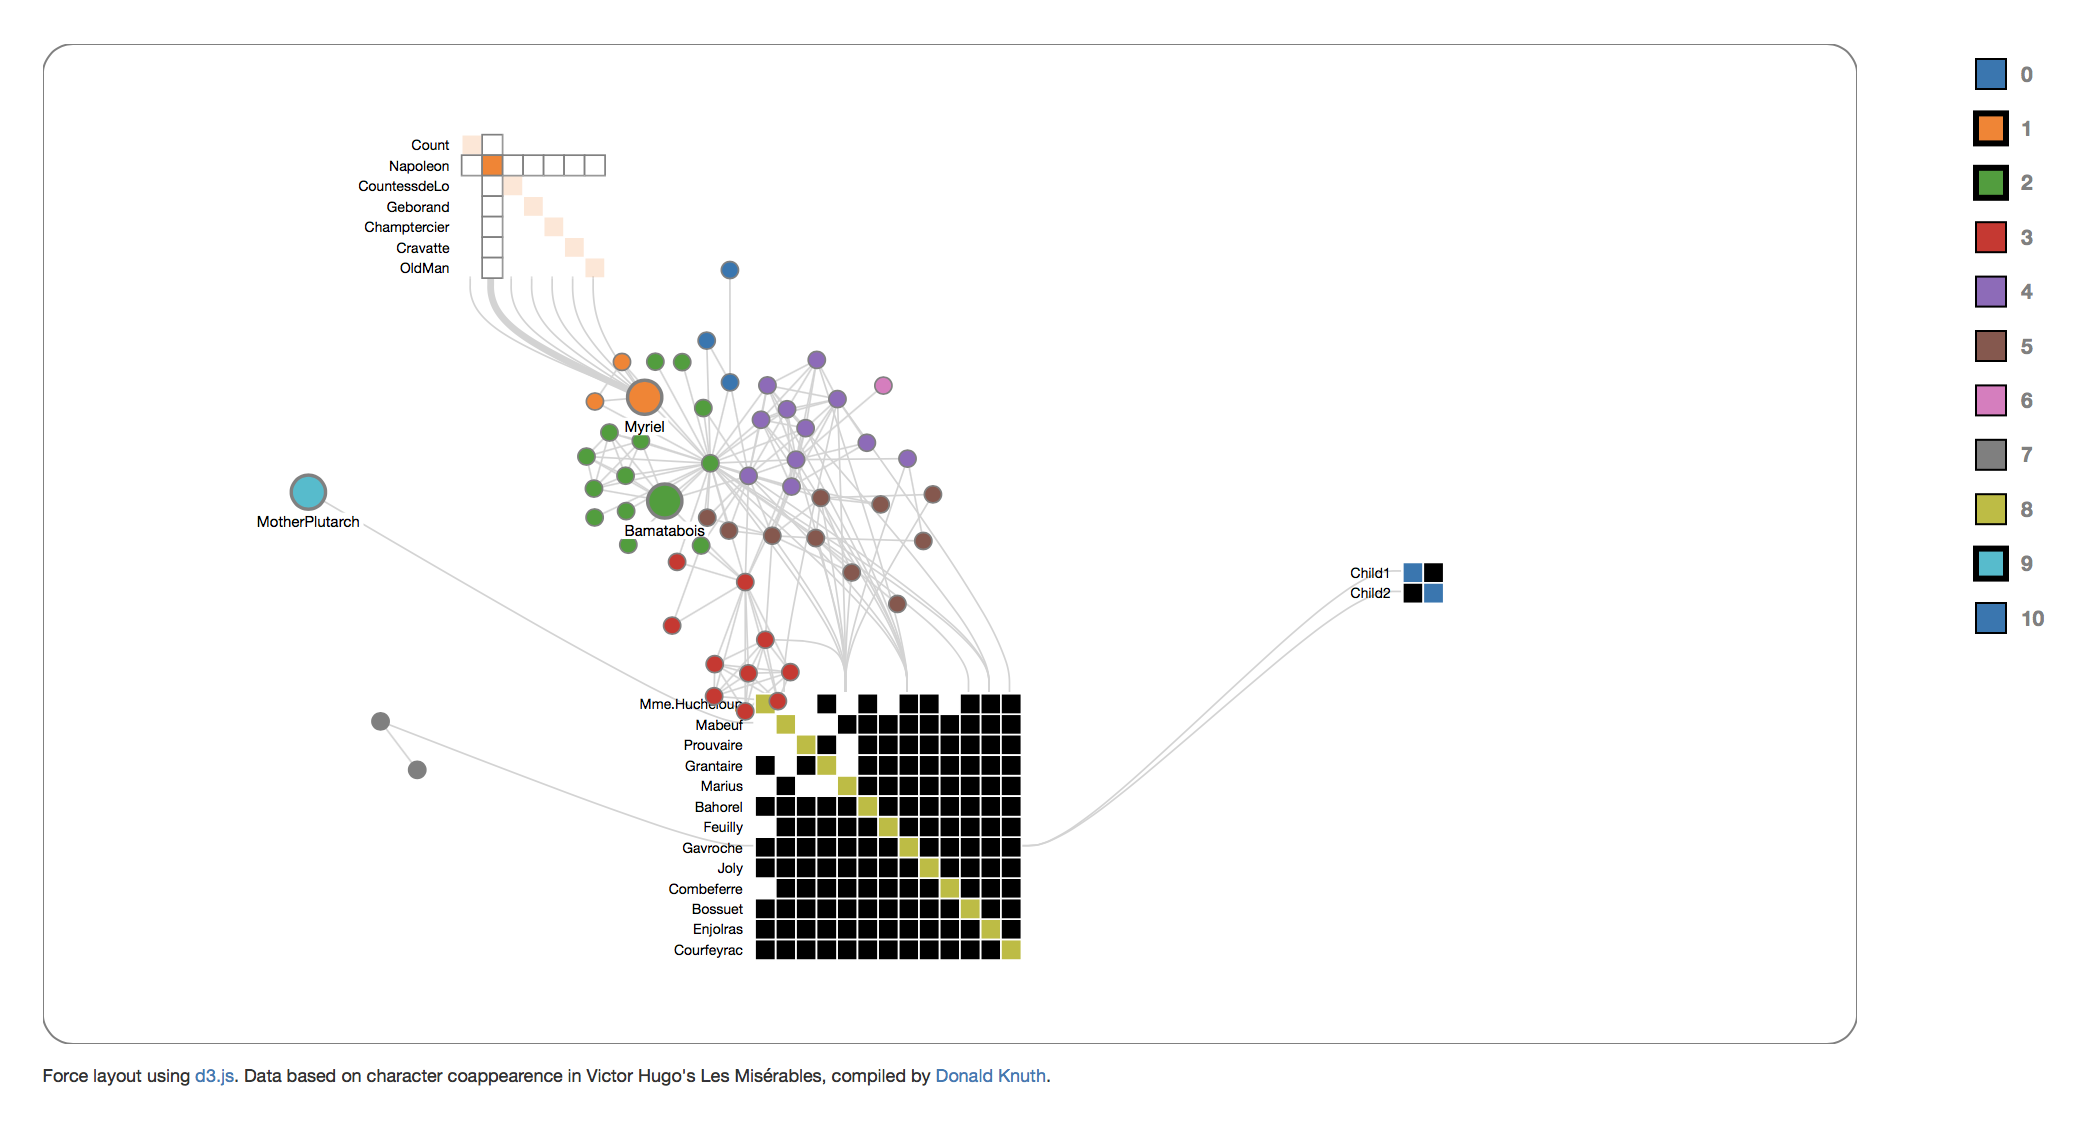 Count
Napoleon
CountessdeLo
Geborand
Champtercier
Cravatte
OldMan
Myriel
MotherPlutarch
Bamatabois
Child1
Child2
Mme.Hucheloup
Mabeuf
Prouvaire
Grantaire
Marius
Bahorel
Feuilly
Gavroche
Joly
Combeferre
Bossuet
Enjolras
Courfeyrac
0
1
2
3
4
5
6
7
8
9
10
Force layout using d3.js. Data based on character coappearence in Victor Hugo's Les Misérables, compiled by Donald Knuth.